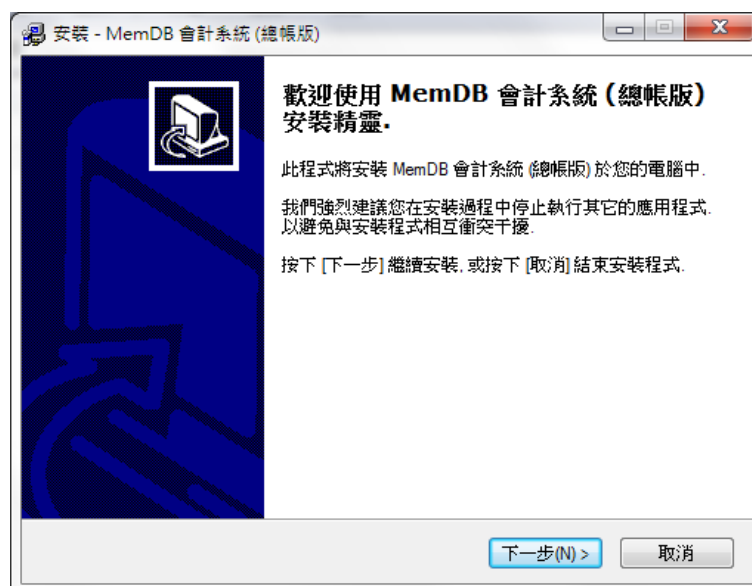 安裝 - MemDB 會計系統 (總帳版)
歡迎使用 MemDB 會計系統 (總帳版)
安裝精靈.
此程式將安裝 MemDB 會計系統 (總帳版) 於您的電腦中.
我們強烈建議您在安裝過程中停止執行其它的應用程式.
以避免與安裝程式相互衝突干擾.
按下 [下一步] 繼續安裝, 或按下 [取消] 結束安裝程式.
下一步(N) >
取消